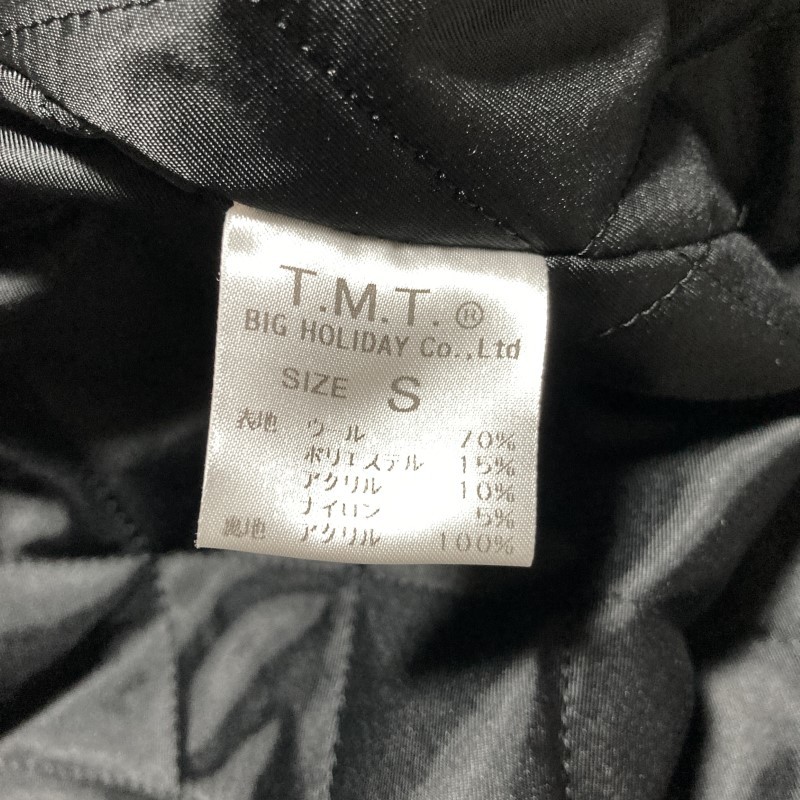 T.M.T.®
BIG HOLIDAY Co.,Ltd
SIZE S
表地 ウール 70%
ポリエステル 15%
アクリル 10%
ナイロン 5%
裏地 アクリル 100%